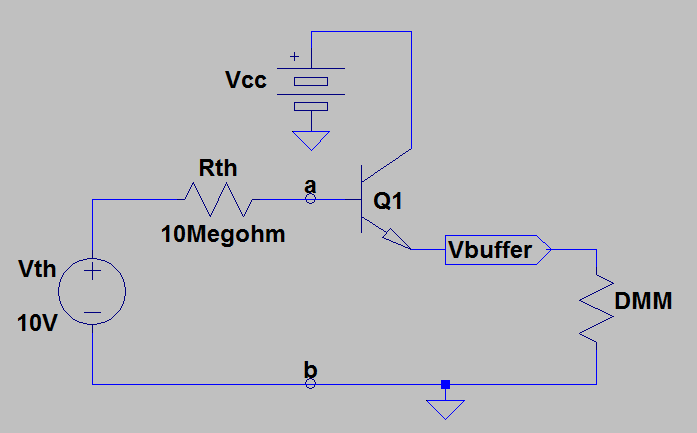 +
Vcc
Rth
a
Q1
10Megohm
Vbuffer
Vth
DMM
10V
b